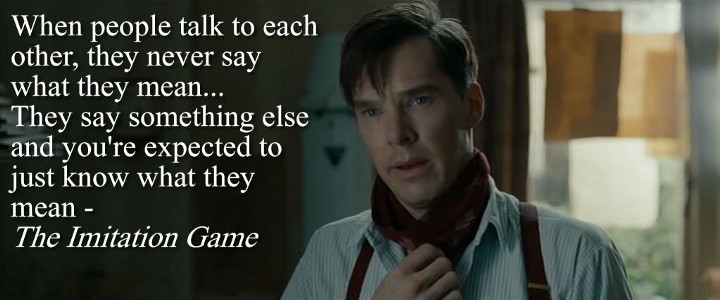 When people talk to each
other, they never say
what they mean...
They say something else
and you're expected to
just know what they
mean -
The Imitation Game